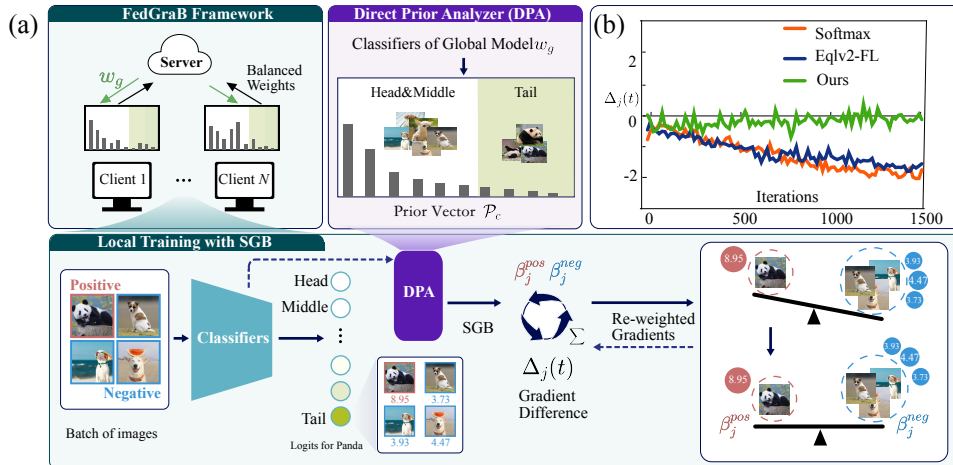 (a)
FedGraB Framework
Server
w_g
Balanced
Weights
Client 1
...
Client N
Direct Prior Analyzer (DPA)
Classifiers of Global Model w_g
Head&Middle
Tail
Prior Vector 𝒫_c
(b)
Softmax
Eqlv2-FL
Ours
2
Δ_j(t)
0
-2
Iterations
0
500
1000
1500
Local Training with SGB
Positive
Negative
Batch of images
Classifiers
Head
Middle
...
Tail
Logits for Panda
8.95
3.73
3.93
4.47
DPA
SGB
β_j^{pos} β_j^{neg}
Σ
Δ_j(t)
Gradient
Difference
Re-weighted
Gradients
8.95
3.93
4.47
3.73
8.95
3.93
4.47
3.73
β_j^{pos}
β_j^{neg}